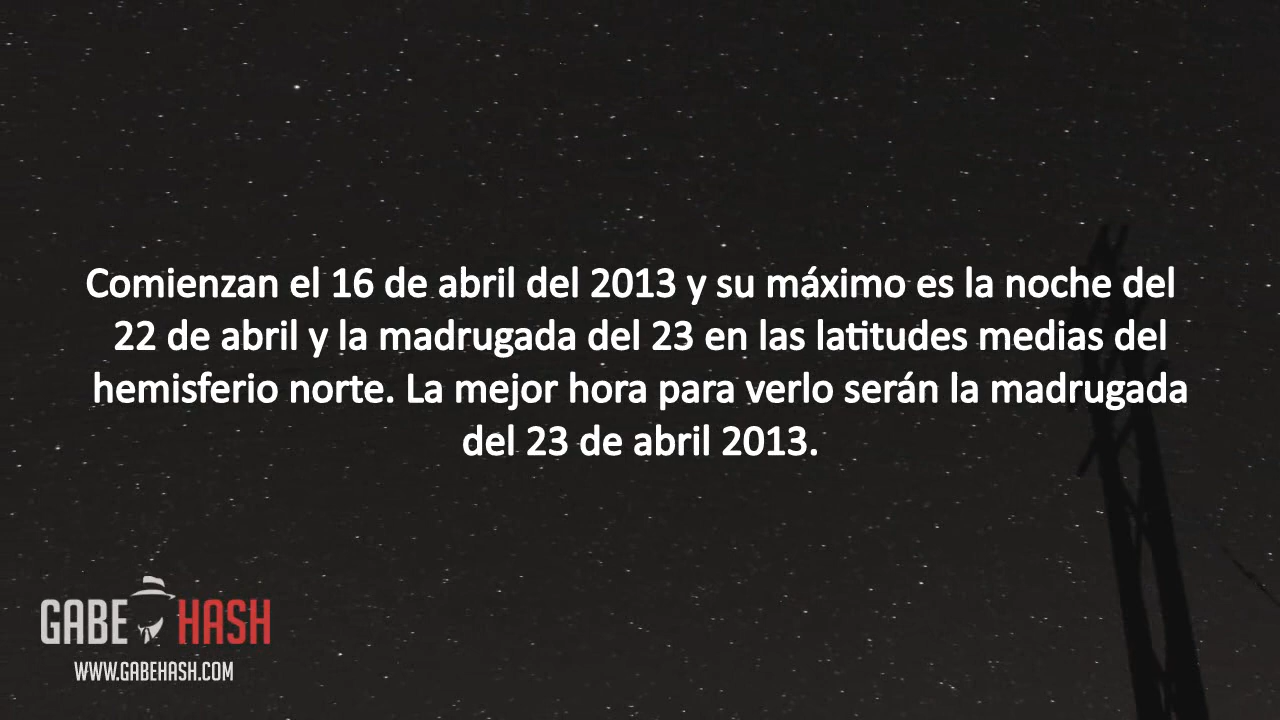 Comienzan el 16 de abril del 2013 y su máximo es la noche del
22 de abril y la madrugada del 23 en las latitudes medias del
hemisferio norte. La mejor hora para verlo serán la madrugada
del 23 de abril 2013.
GABE HASH
WWW.GABEHASH.COM